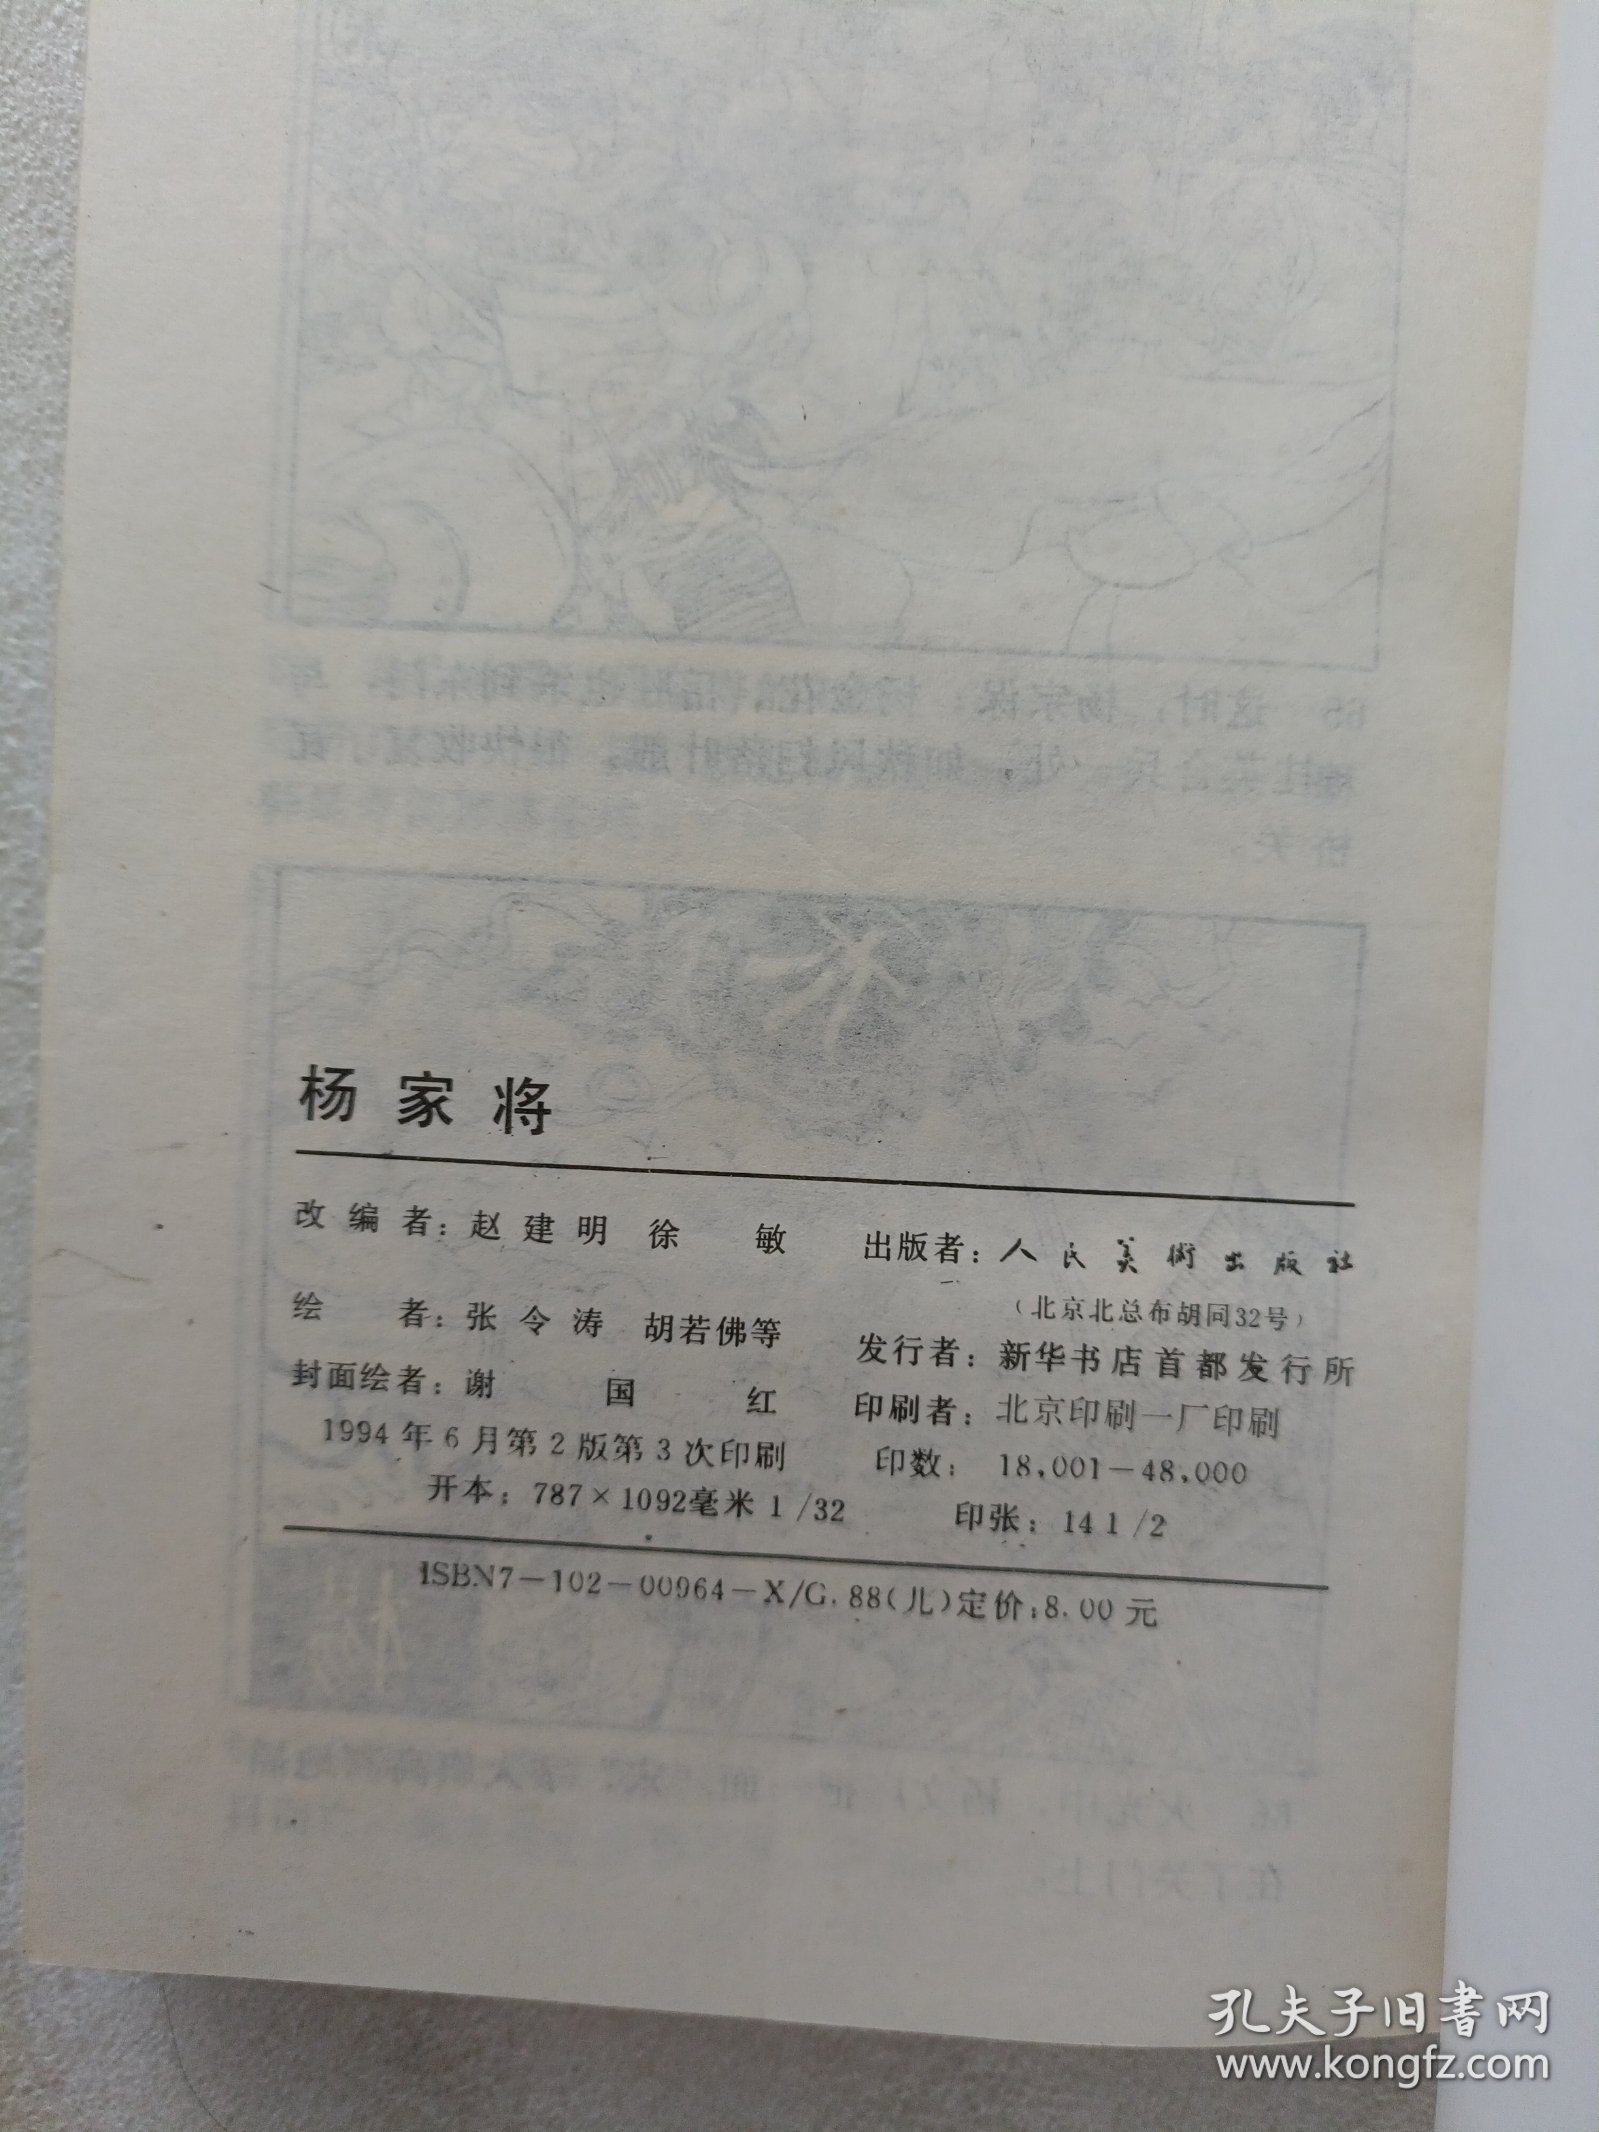 杨家将
改编者：赵建明 徐敏
绘者：张令涛 胡若佛等
封面绘者：谢国红
1994年6月第2版第3次印刷
开本：787×1092毫米 1/32
出版者：人民美術出版社
（北京北总布胡同32号）
发行者：新华书店首都发行所
印刷者：北京印刷一厂印刷
印数：18,001—48,000
印张：14 1/2
ISBN7-102-00964-X/G.88(儿)定价：8.00元
孔夫子旧書网
www.kongfz.com